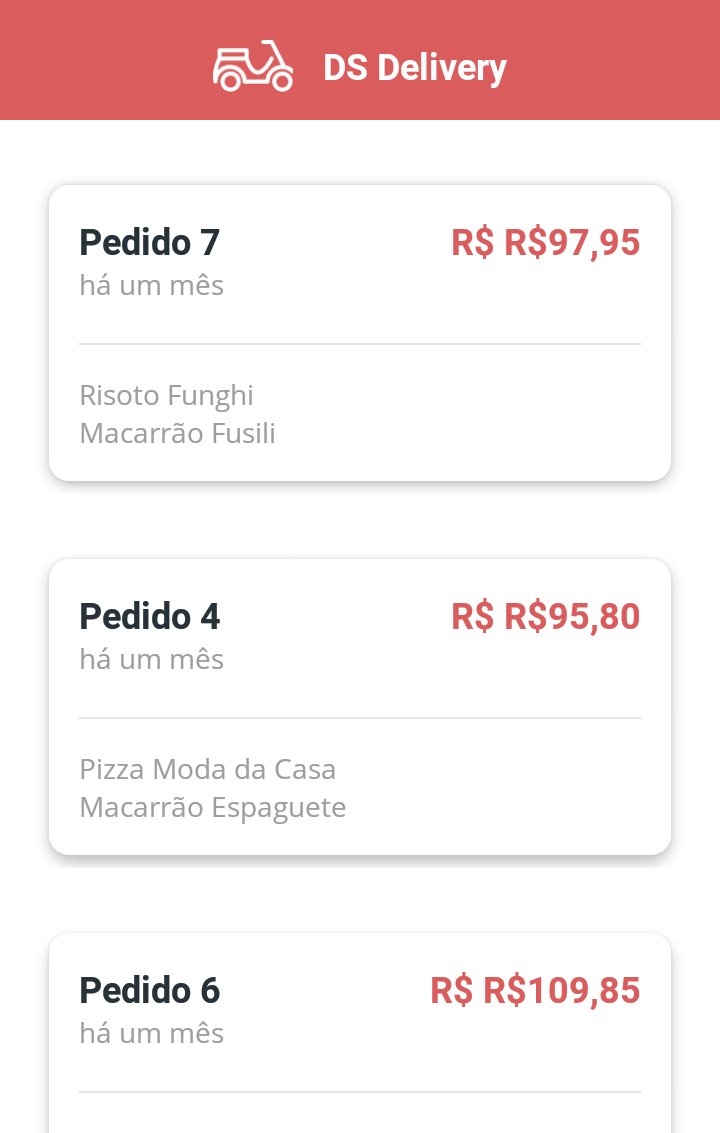 DS Delivery
Pedido 7
R$ R$97,95
há um mês
Risoto Funghi
Macarrão Fusili
Pedido 4
R$ R$95,80
há um mês
Pizza Moda da Casa
Macarrão Espaguete
Pedido 6
R$ R$109,85
há um mês